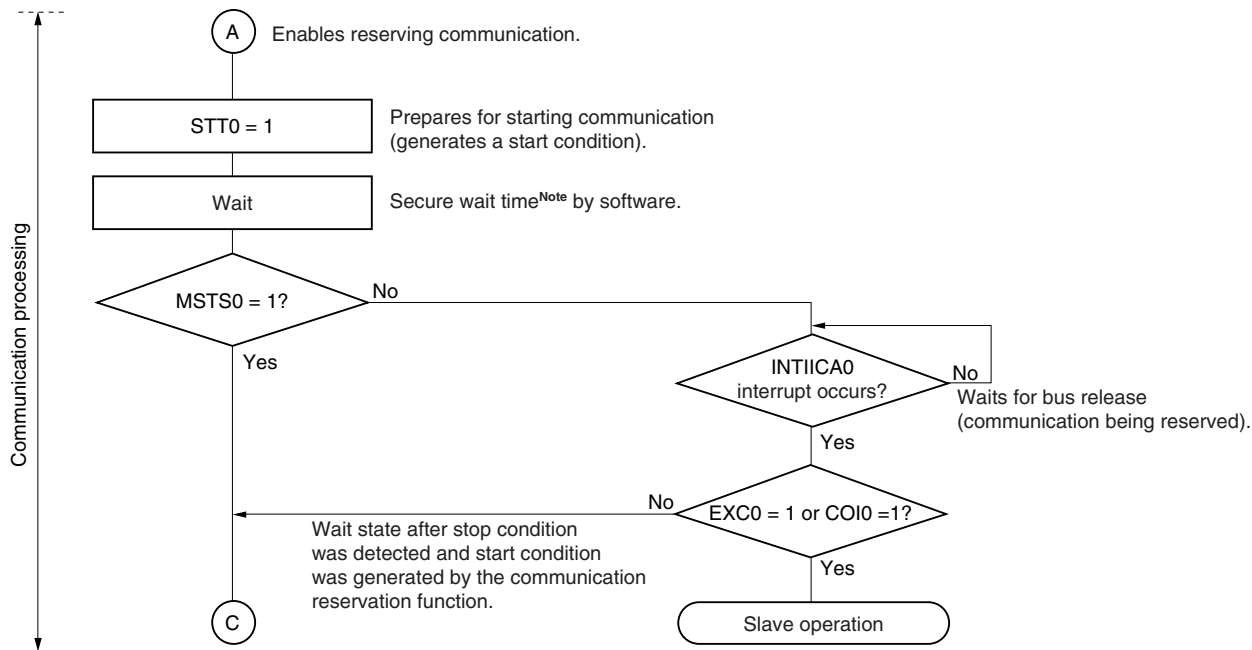 A
Enables reserving communication.
STT0 = 1
Prepares for starting communication
(generates a start condition).
Wait
Secure wait timeNote by software.
MSTS0 = 1?
No
Yes
INTIICA0
interrupt occurs?
No
Waits for bus release
(communication being reserved).
Yes
EXC0 = 1 or COI0 =1?
No
Wait state after stop condition
was detected and start condition
was generated by the communication
reservation function.
Yes
C
Slave operation
Communication processing